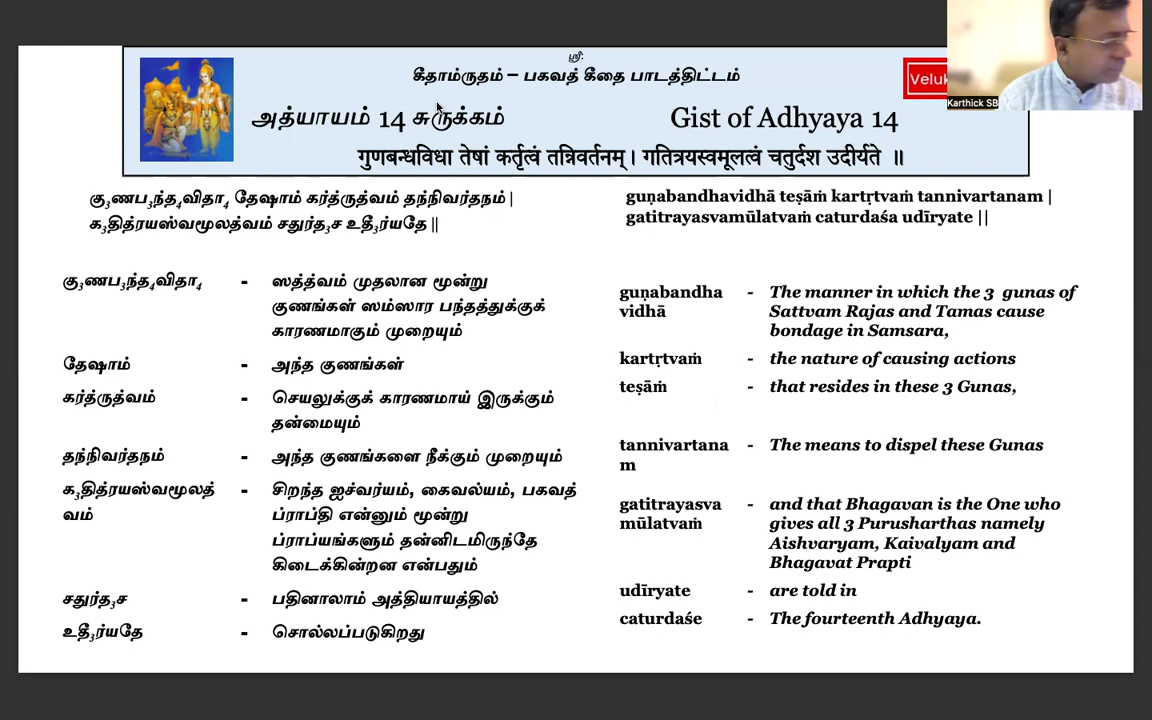 ஸ்ரீ:
கீதாம்ருதம் – பகவத் கீதை பாடத்திட்டம்
அத்யாயம் 14 சுருக்கம்
Gist of Adhyaya 14
Veluk
Karthick SB
गुणबन्धविधा तेषां कर्तृत्वं तन्निवर्तनम्। गतित्रयस्वमूलत्वं चतुर्दश उदीर्यते ॥
கு₃ணப₃ந்த₄விதா₄ தேஷாம் கர்த்ருத்வம் தந்நிவர்தநம் |
க₃தித்ரயஸ்வமூலத்வம் சதுர்த₃ச உதீ₃ர்யதே ||
guṇabandhavidhā teṣāṁ kartṛtvaṁ tannivartanam |
gatitrayasvamūlatvaṁ caturdaśa udīryate ||
கு₃ணப₃ந்த₄விதா₄ - ஸத்த்வம் முதலான மூன்று
குணங்கள் ஸம்ஸார பந்தத்துக்குக்
காரணமாகும் முறையும்
தேஷாம் - அந்த குணங்கள்
கர்த்ருத்வம் - செயலுக்குக் காரணமாய் இருக்கும்
தன்மையும்
தந்நிவர்தநம் - அந்த குணங்களை நீக்கும் முறையும்
க₃தித்ரயஸ்வமூலத் - சிறந்த ஐச்வர்யம், கைவல்யம், பகவத்
வம் ப்ராப்தி என்னும் மூன்று
ப்ராப்யங்களும் தன்னிடமிருந்தே
கிடைக்கின்றன என்பதும்
சதுர்த₃ச - பதினாலாம் அத்தியாயத்தில்
உதீ₃ர்யதே - சொல்லப்படுகிறது
guṇabandha - The manner in which the 3 gunas of
vidhā Sattvam Rajas and Tamas cause
bondage in Samsara,
kartṛtvaṁ - the nature of causing actions
teṣāṁ - that resides in these 3 Gunas,
tannivartana - The means to dispel these Gunas
m
gatitrayasva - and that Bhagavan is the One who
mūlatvaṁ gives all 3 Purusharthas namely
Aishvaryam, Kaivalyam and
Bhagavat Prapti
udīryate - are told in
caturdaśe - The fourteenth Adhyaya.